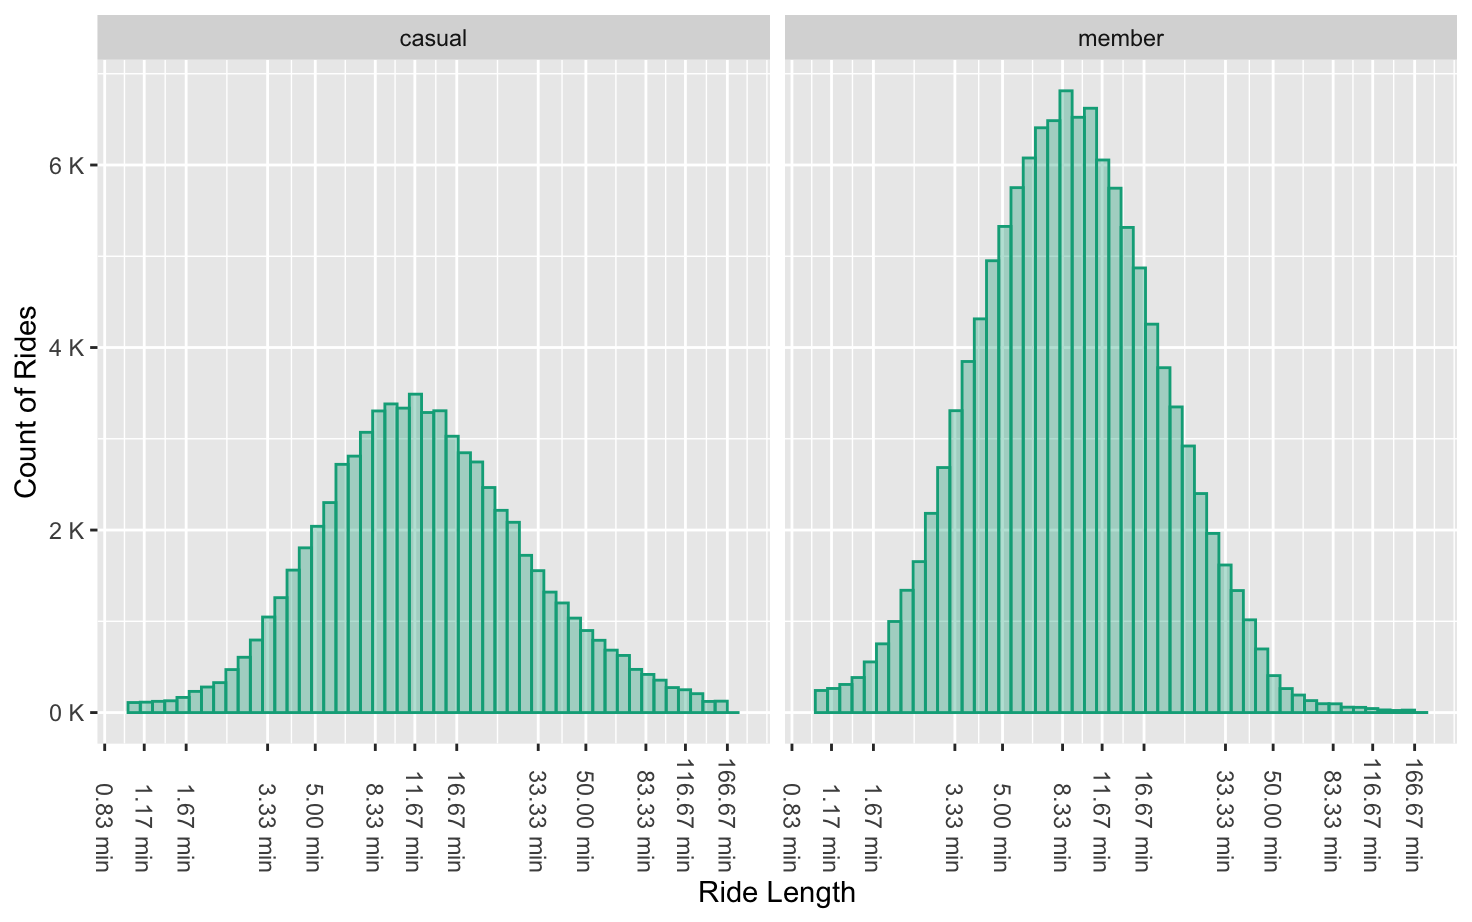 casual
member
6 K
4 K
2 K
0 K
Count of Rides
0.83 min
1.17 min
1.67 min
3.33 min
5.00 min
8.33 min
11.67 min
16.67 min
33.33 min
50.00 min
83.33 min
116.67 min
166.67 min
0.83 min
1.17 min
1.67 min
3.33 min
5.00 min
8.33 min
11.67 min
16.67 min
33.33 min
50.00 min
83.33 min
116.67 min
166.67 min
Ride Length